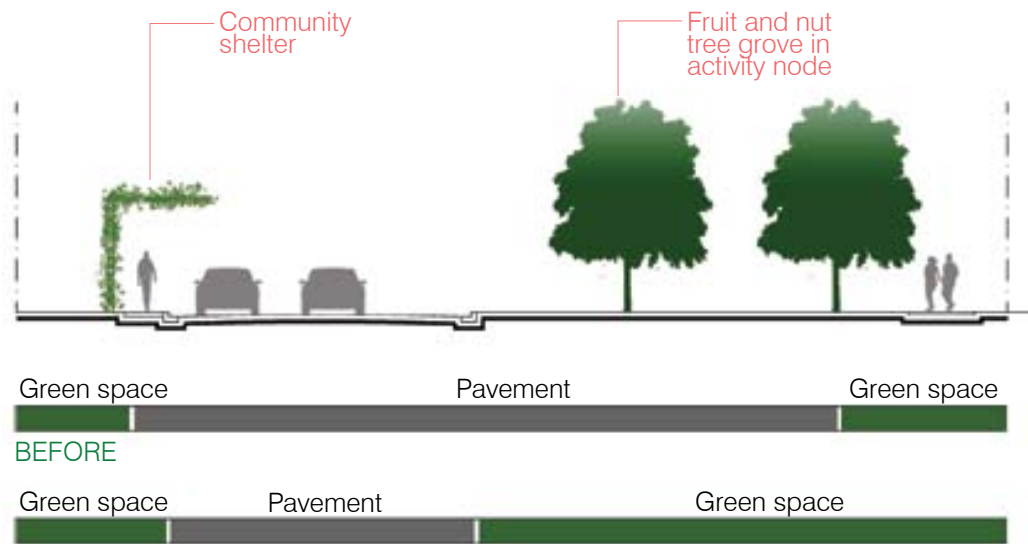 Community
shelter
Fruit and nut
tree grove in
activity node
Green space Pavement Green space
BEFORE
Green space Pavement Green space